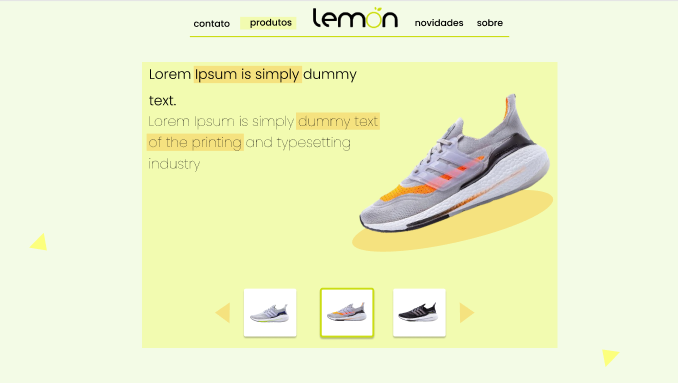 contato produtos lemon novidades sobre
Lorem Ipsum is simply dummy
text.
Lorem Ipsum is simply dummy text
of the printing and typesetting
industry